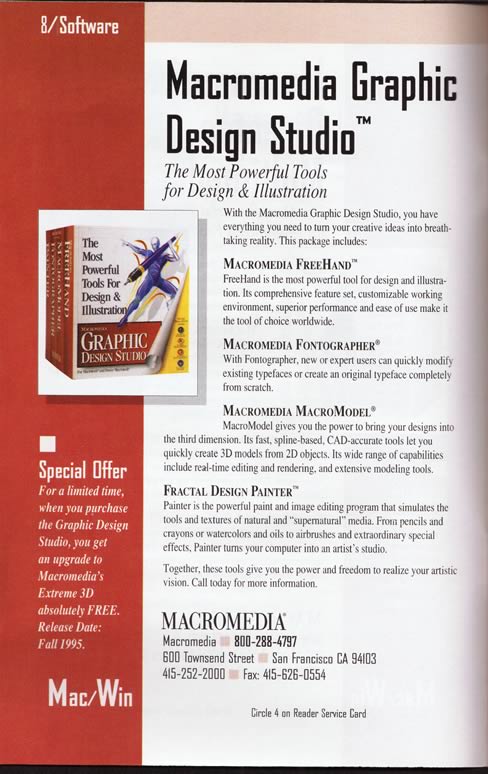 8/Software
Macromedia Graphic
Design Studio™
The Most Powerful Tools
for Design & Illustration
With the Macromedia Graphic Design Studio, you have
everything you need to turn your creative ideas into breath-
taking reality. This package includes:
MACROMEDIA FREEHAND™
FreeHand is the most powerful tool for design and illustra-
tion. Its comprehensive feature set, customizable working
environment, superior performance and ease of use make it
the tool of choice worldwide.
MACROMEDIA FONTOGRAPHER®
With Fontographer, new or expert users can quickly modify
existing typefaces or create an original typeface completely
from scratch.
MACROMEDIA MACROMODEL®
MacroModel gives you the power to bring your designs into
the third dimension. Its fast, spline-based, CAD-accurate tools let you
quickly create 3D models from 2D objects. Its wide range of capabilities
include real-time editing and rendering, and extensive modeling tools.
FRACTAL DESIGN PAINTER™
Painter is the powerful paint and image editing program that simulates the
tools and textures of natural and “supernatural” media. From pencils and
crayons or watercolors and oils to airbrushes and extraordinary special
effects, Painter turns your computer into an artist's studio.
Together, these tools give you the power and freedom to realize your artistic
vision. Call today for more information.
MACROMEDIA®
Macromedia 800-288-4797
600 Townsend Street San Francisco CA 94103
415-252-2000 Fax: 415-626-0554
Circle 4 on Reader Service Card
The
Most
Powerful
Tools For
Design &
Illustration
MACROMEDIA
GRAPHIC
DESIGN STUDIO
FREEHAND
Special Offer
For a limited time,
when you purchase
the Graphic Design
Studio, you get
an upgrade to
Macromedia's
Extreme 3D
absolutely FREE.
Release Date:
Fall 1995.
Mac/Win